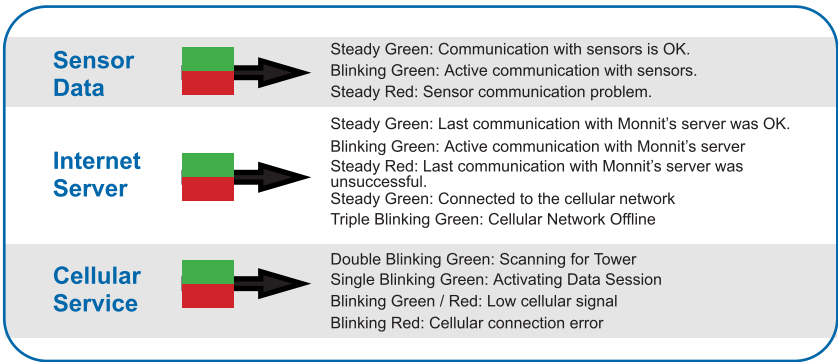 Sensor
Data
Steady Green: Communication with sensors is OK.
Blinking Green: Active communication with sensors.
Steady Red: Sensor communication problem.
Internet
Server
Steady Green: Last communication with Monnit's server was OK.
Blinking Green: Active communication with Monnit's server
Steady Red: Last communication with Monnit's server was
unsuccessful.
Steady Green: Connected to the cellular network
Triple Blinking Green: Cellular Network Offline
Cellular
Service
Double Blinking Green: Scanning for Tower
Single Blinking Green: Activating Data Session
Blinking Green / Red: Low cellular signal
Blinking Red: Cellular connection error